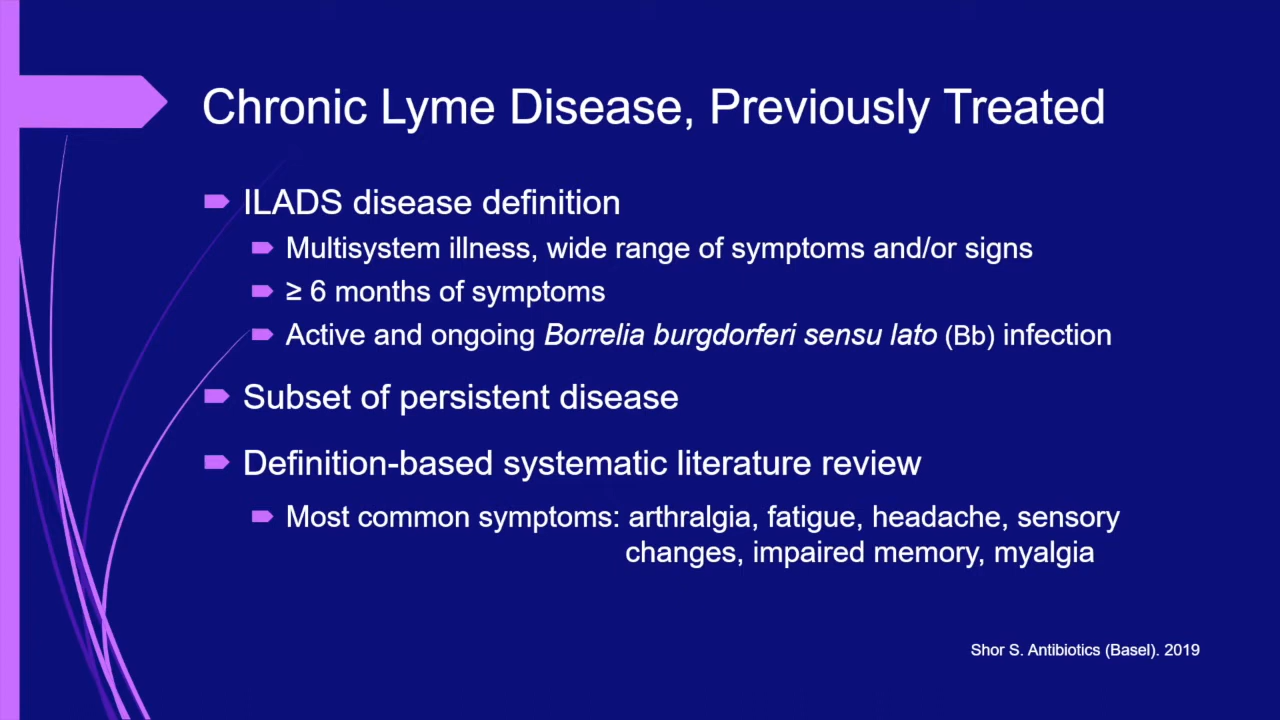 Chronic Lyme Disease, Previously Treated
ILADS disease definition
Multisystem illness, wide range of symptoms and/or signs
≥ 6 months of symptoms
Active and ongoing Borrelia burgdorferi sensu lato (Bb) infection
Subset of persistent disease
Definition-based systematic literature review
Most common symptoms: arthralgia, fatigue, headache, sensory
changes, impaired memory, myalgia
Shor S. Antibiotics (Basel). 2019